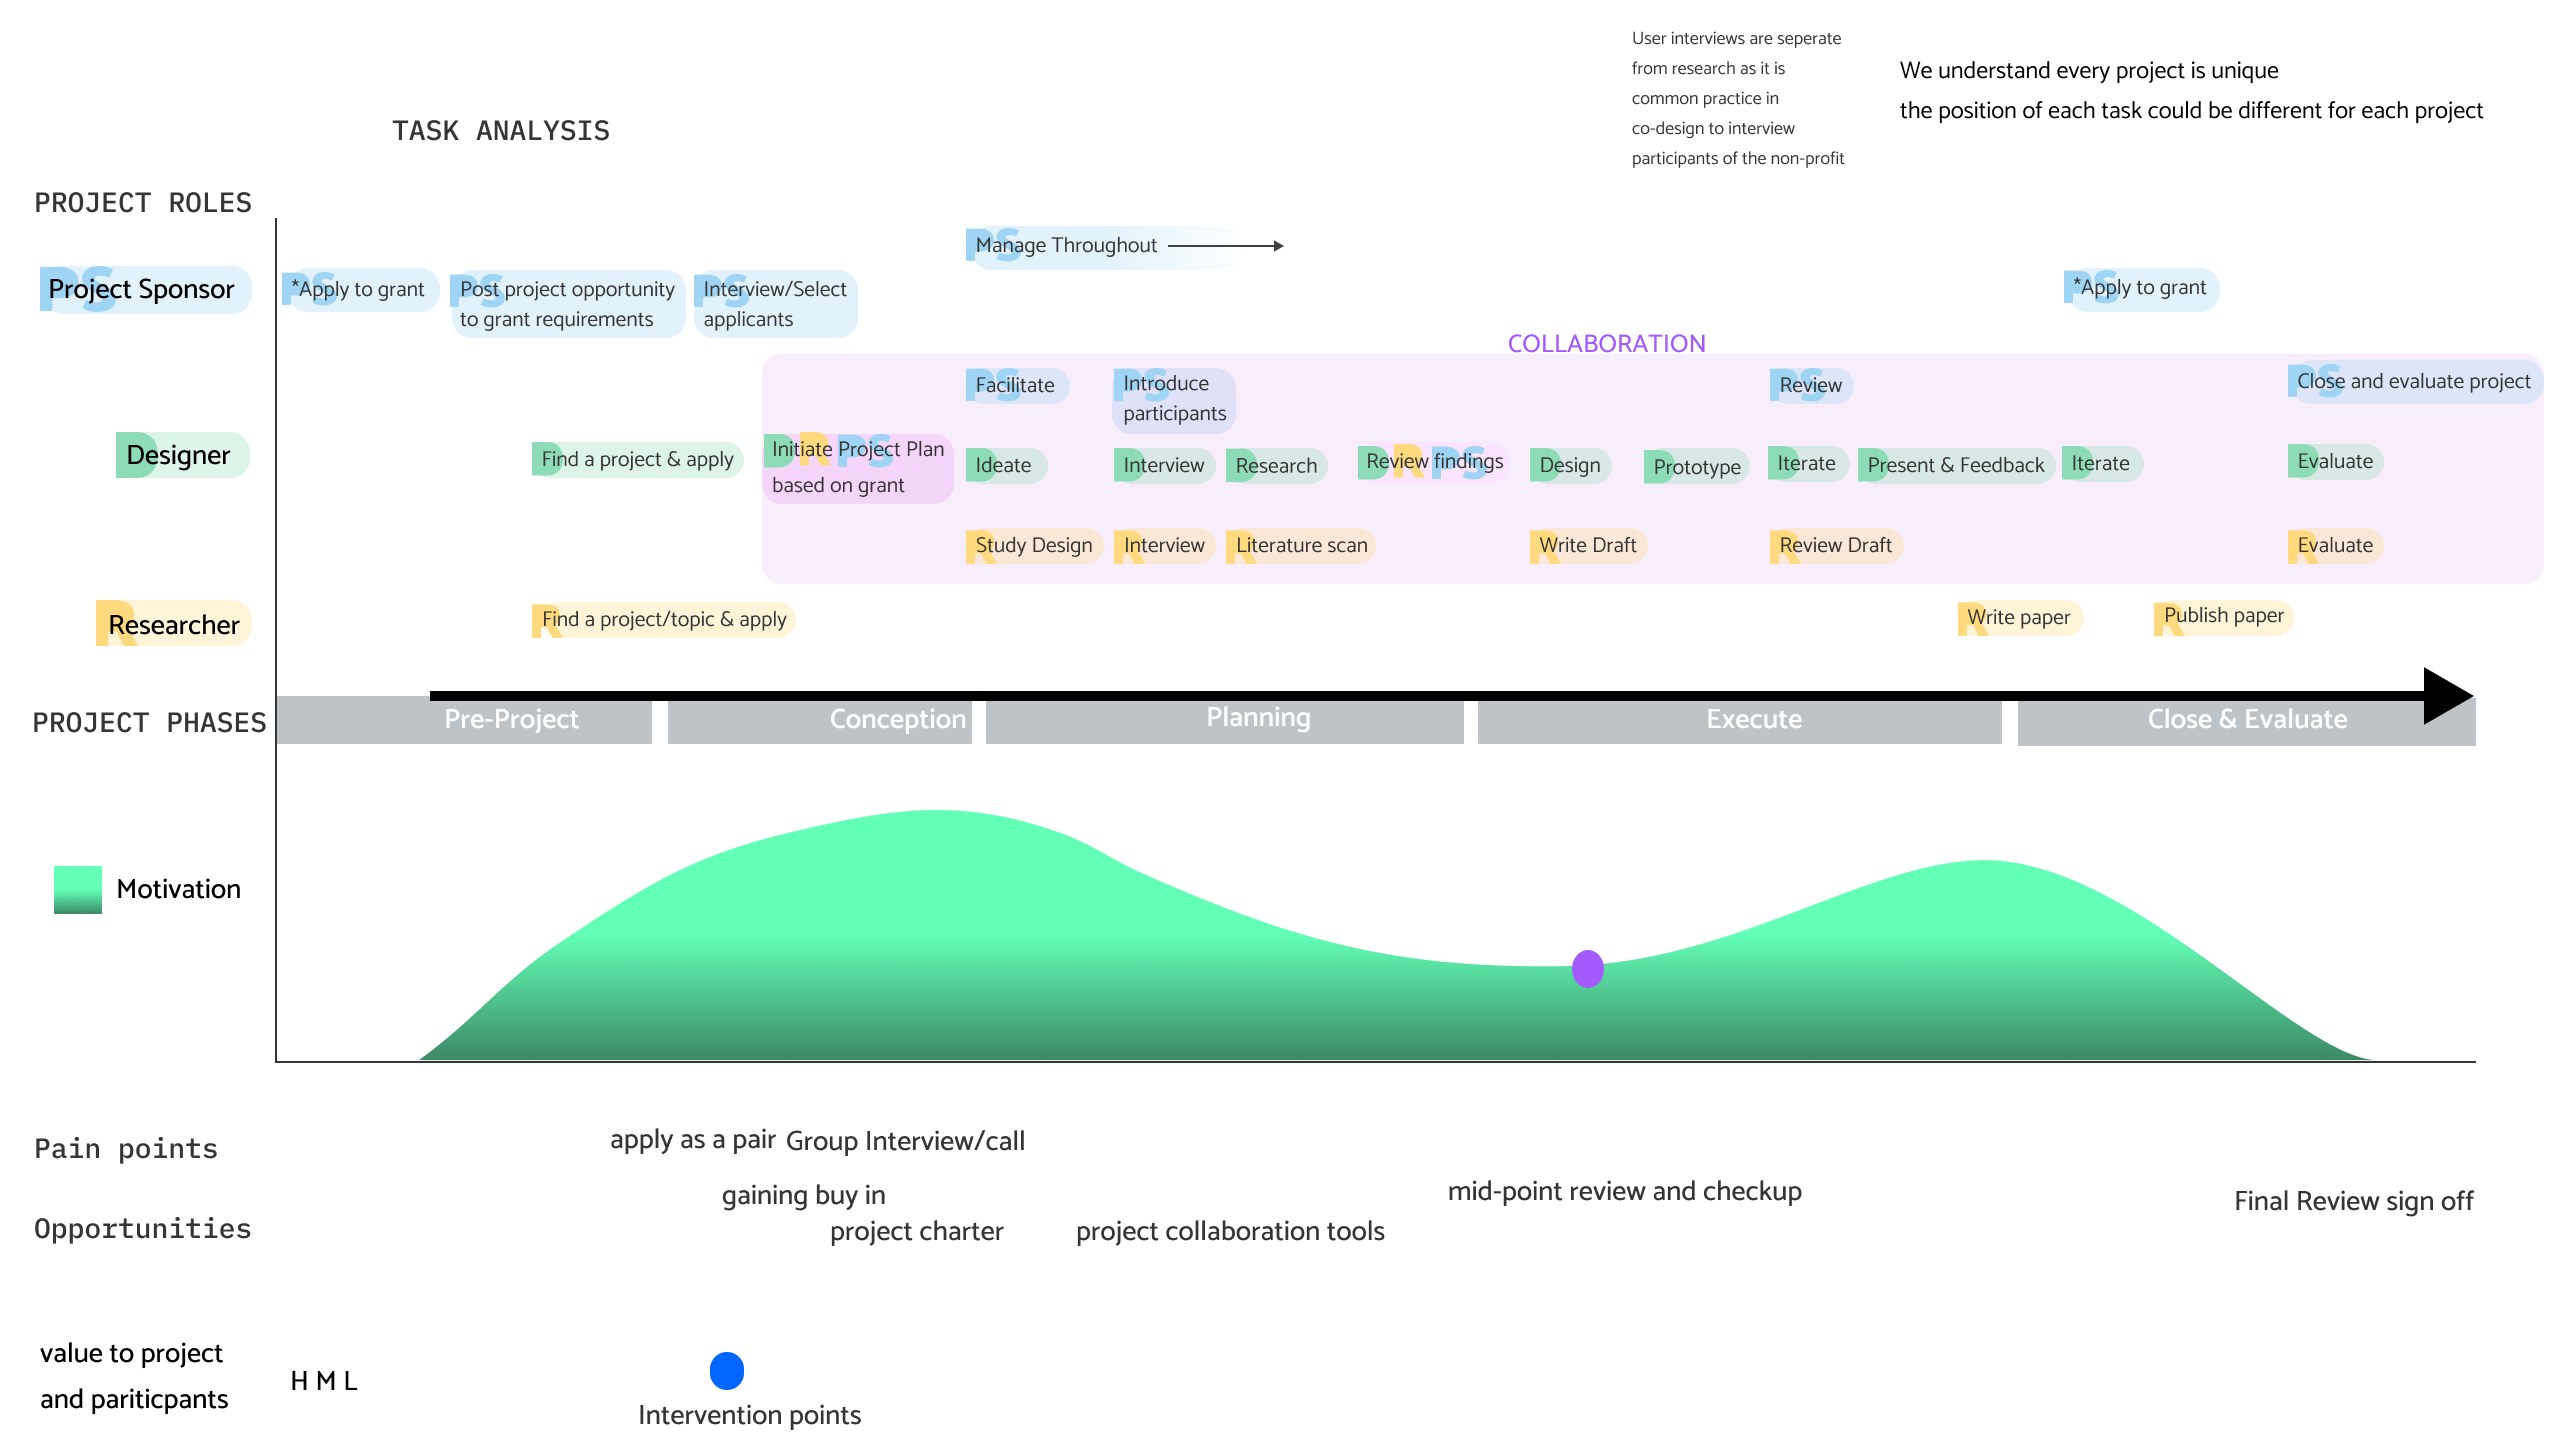 User interviews are seperate
from research as it is
common practice in
co-design to interview
participants of the non-profit
We understand every project is unique
the position of each task could be different for each project
TASK ANALYSIS
PROJECT ROLES
PS Manage Throughout
PS Project Sponsor
PS *Apply to grant
PS Post project opportunity
to grant requirements
PS Interview/Select
applicants
PS *Apply to grant
COLLABORATION
PS Facilitate
PS Introduce
participants
PS Review
PS Close and evaluate project
D Designer
D Find a project & apply
D R PS Initiate Project Plan
based on grant
D Ideate
D Interview
D Research
D R PS Review findings
D Design
D Prototype
D Iterate
D Present & Feedback
D Iterate
D Evaluate
R Study Design
R Interview
R Literature scan
R Write Draft
R Review Draft
R Evaluate
R Researcher
R Find a project/topic & apply
R Write paper
R Publish paper
PROJECT PHASES
Pre-Project
Conception
Planning
Execute
Close & Evaluate
Motivation
Pain points
apply as a pair
Group Interview/call
gaining buy in
mid-point review and checkup
Final Review sign off
Opportunities
project charter
project collaboration tools
value to project
and pariticpants
H M L
Intervention points